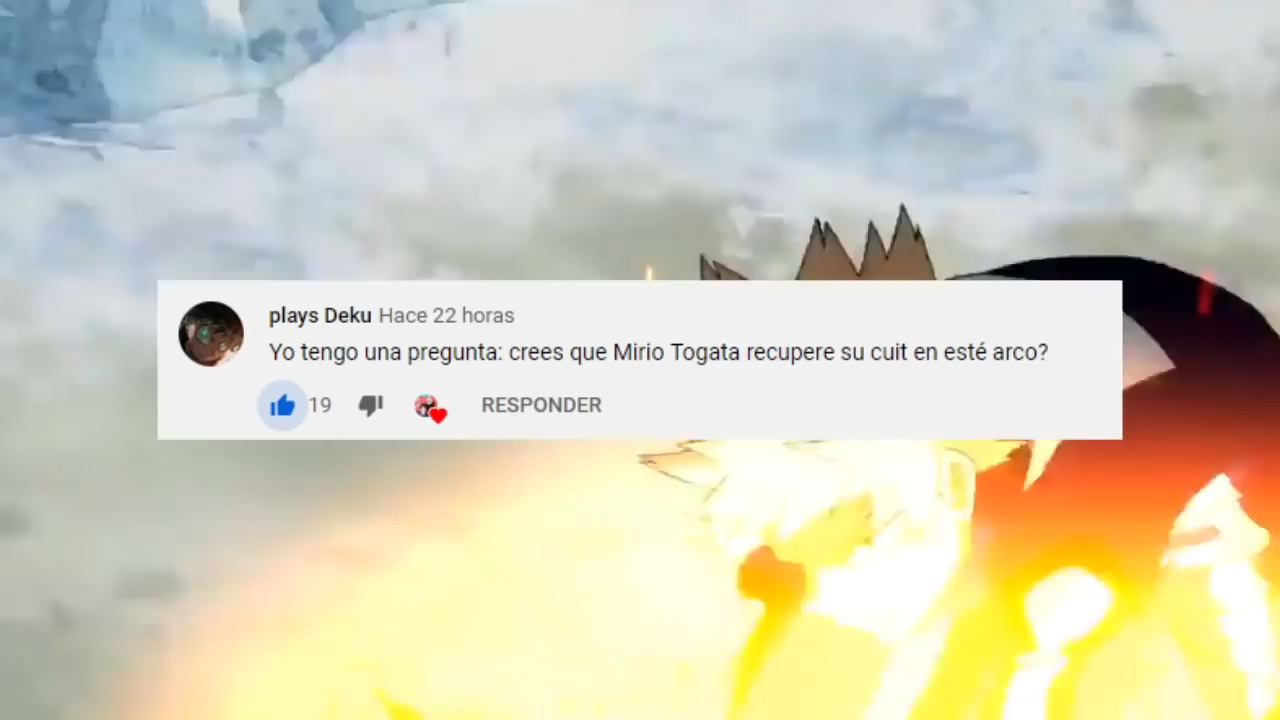 plays Deku Hace 22 horas
Yo tengo una pregunta: crees que Mirio Togata recupere su cuit en esté arco?
19 RESPONDER